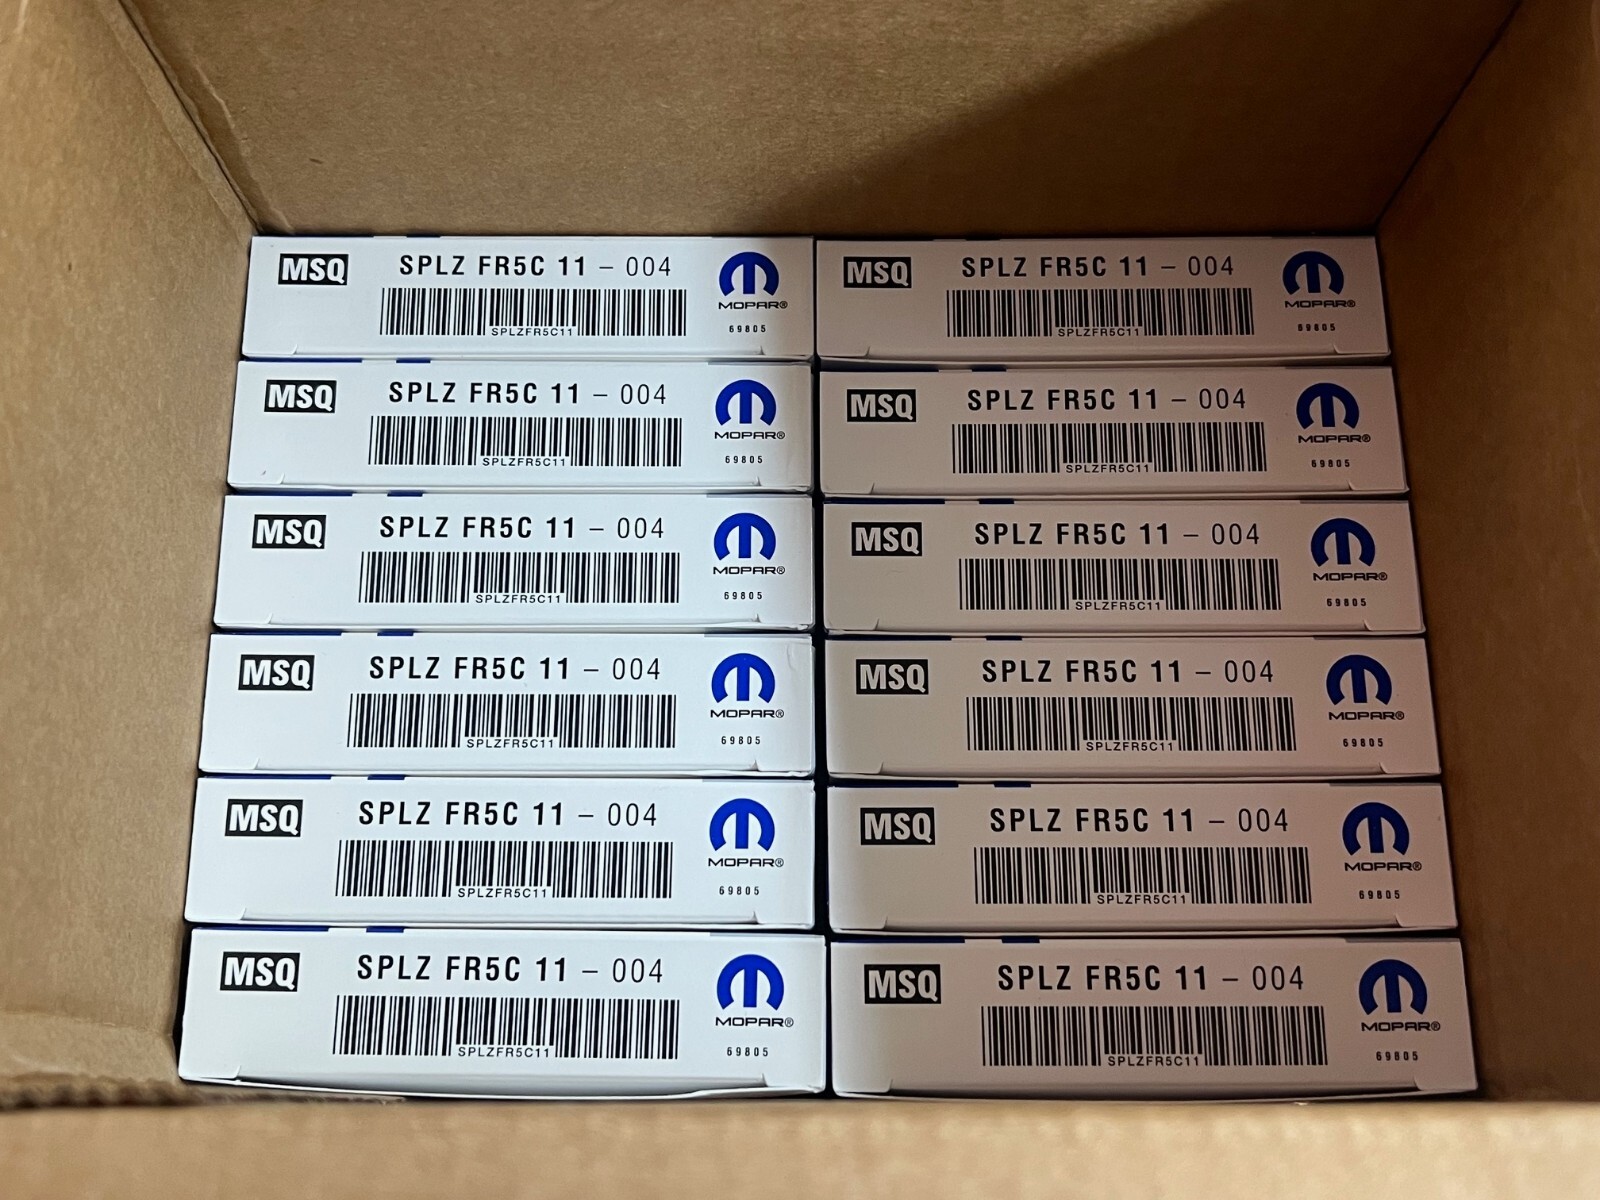 MSQ SPLZ FR5C 11 – 004
SPLZFR5C11
MOPAR®
69805
MSQ SPLZ FR5C 11 – 004
SPLZFR5C11
MOPAR®
69805
MSQ SPLZ FR5C 11 – 004
SPLZFR5C11
MOPAR®
69805
MSQ SPLZ FR5C 11 – 004
SPLZFR5C11
MOPAR®
69805
MSQ SPLZ FR5C 11 – 004
SPLZFR5C11
MOPAR®
69805
MSQ SPLZ FR5C 11 – 004
SPLZFR5C11
MOPAR®
69805
MSQ SPLZ FR5C 11 – 004
SPLZFR5C11
MOPAR®
69805
MSQ SPLZ FR5C 11 – 004
SPLZFR5C11
MOPAR®
69805
MSQ SPLZ FR5C 11 – 004
SPLZFR5C11
MOPAR®
69805
MSQ SPLZ FR5C 11 – 004
SPLZFR5C11
MOPAR®
69805
MSQ SPLZ FR5C 11 – 004
SPLZFR5C11
MOPAR®
69805
MSQ SPLZ FR5C 11 – 004
SPLZFR5C11
MOPAR®
69805